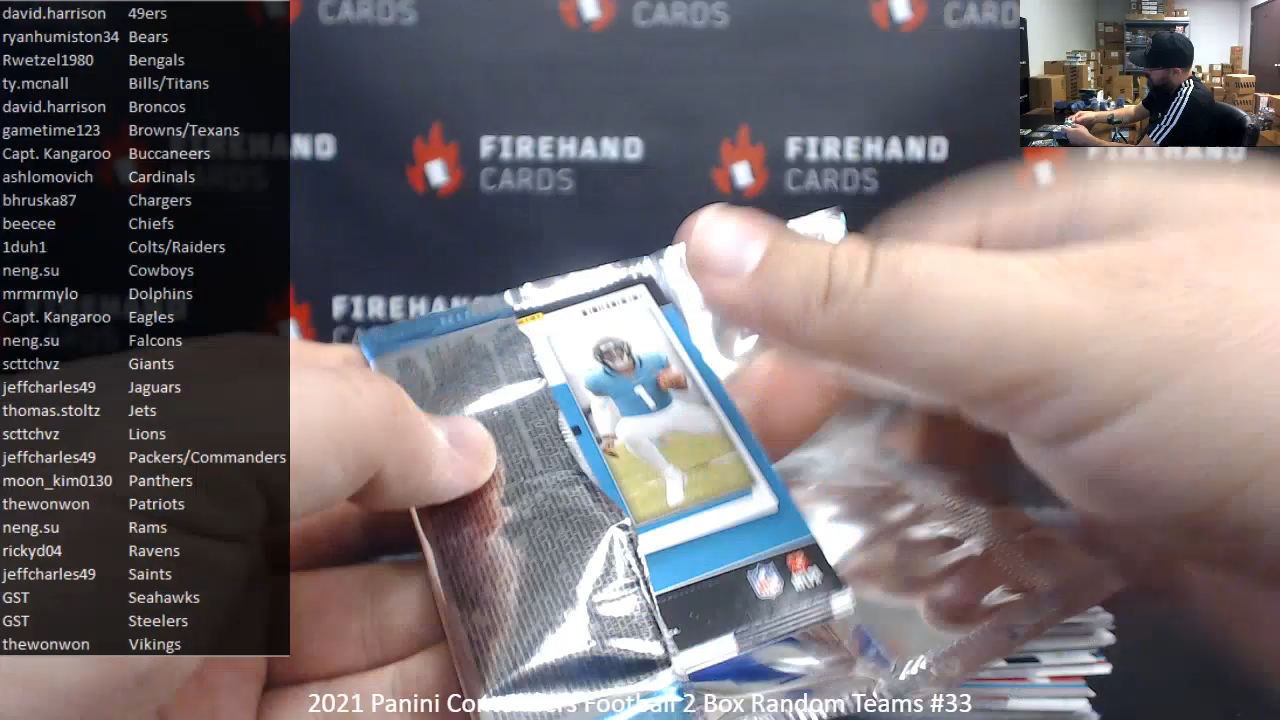 david.harrison 49ers
ryanhumiston34 Bears
Rwetzel1980 Bengals
ty.mcnall Bills/Titans
david.harrison Broncos
gametime123 Browns/Texans
Capt. Kangaroo Buccaneers
ashlomovich Cardinals
bhruska87 Chargers
beecee Chiefs
1duh1 Colts/Raiders
neng.su Cowboys
mrmrmylo Dolphins
Capt. Kangaroo Eagles
neng.su Falcons
scttchvz Giants
jeffcharles49 Jaguars
thomas.stoltz Jets
scttchvz Lions
jeffcharles49 Packers/Commanders
moon_kim0130 Panthers
thewonwon Patriots
neng.su Rams
rickyd04 Ravens
jeffcharles49 Saints
GST Seahawks
GST Steelers
thewonwon Vikings
CARDS
CARDS
CARD
FIREHAND
CARDS
FIREHAND
CARDS
FIREHAND
NFL
1
2021 Panini Contenders Football 2 Box Random Teams #33